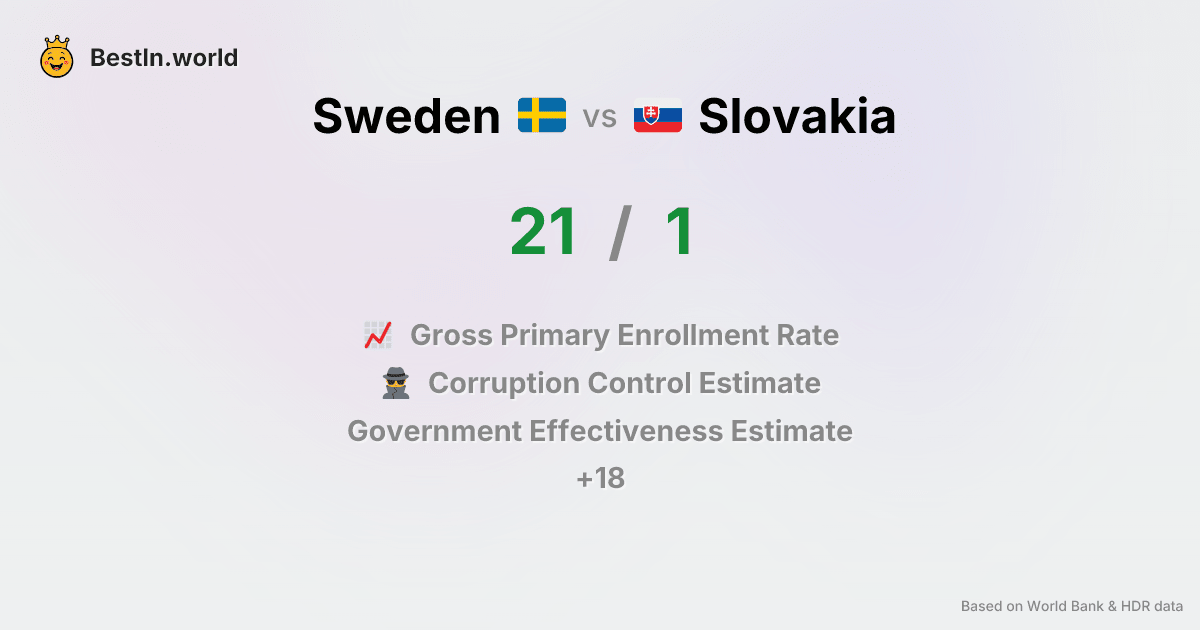 BestIn.world
Sweden vs Slovakia
21 / 1
Gross Primary Enrollment Rate
Corruption Control Estimate
Government Effectiveness Estimate
+18
Based on World Bank & HDR data